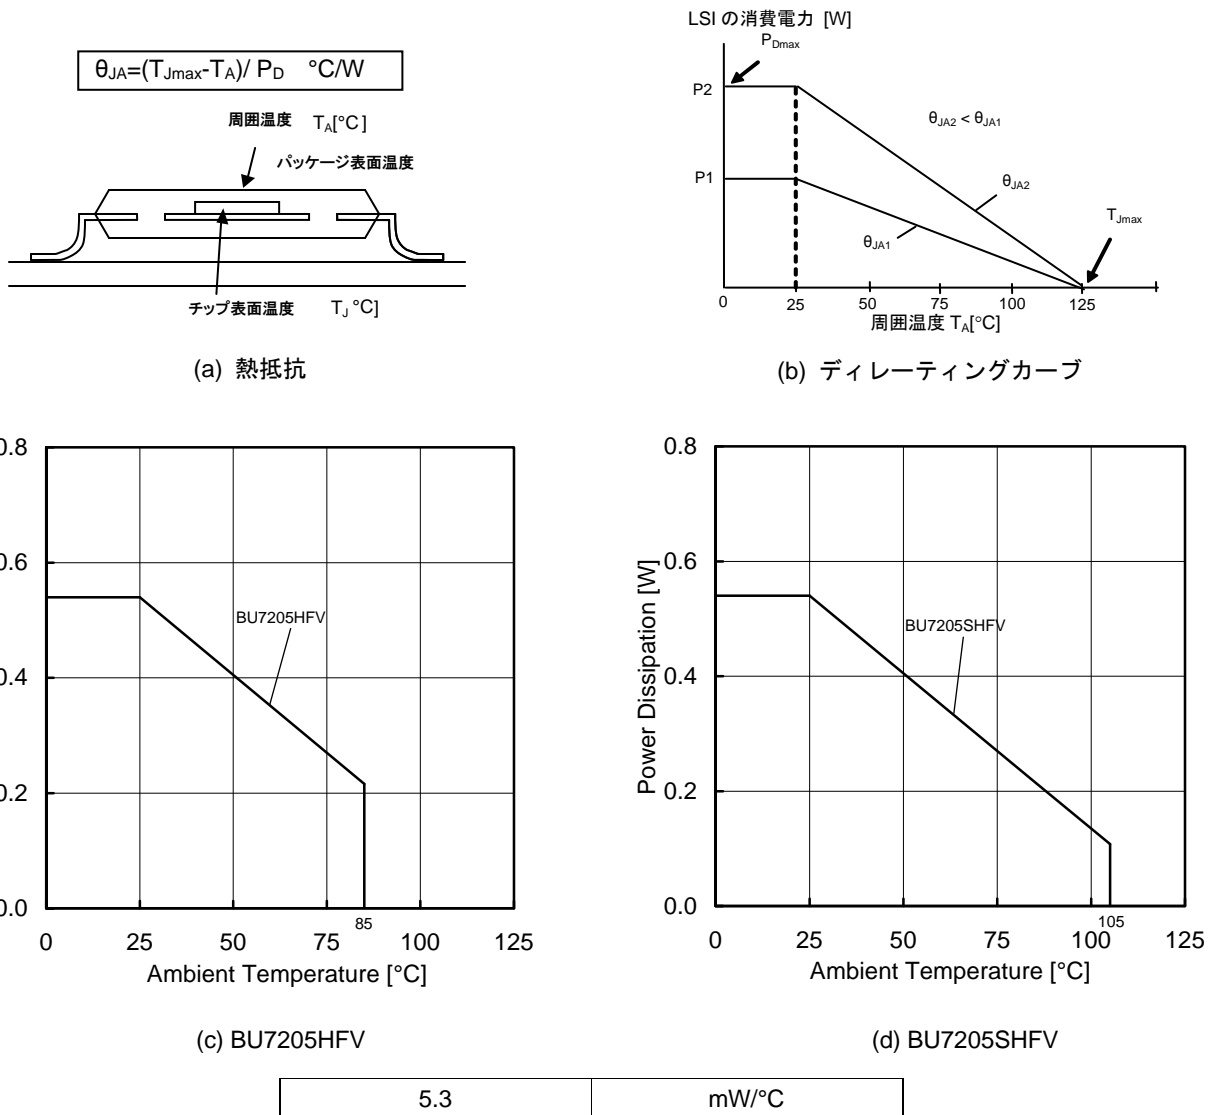 θJA=(TJmax-TA)/ PD °C/W
周囲温度 TA[°C]
パッケージ表面温度
チップ表面温度 TJ °C]
(a) 熱抵抗
LSI の消費電力 [W]
PDmax
P2
θJA2 < θJA1
P1
θJA2
θJA1
TJmax
0 25 50 75 100 125
周囲温度 TA[°C]
(b) ディレーティングカーブ
0.8
0.6
BU7205HFV
0.4
0.2
0.0
85
0 25 50 75 100 125
Ambient Temperature [°C]
(c) BU7205HFV
0.8
0.6
BU7205SHFV
0.4
0.2
0.0
Power Dissipation [W]
105
0 25 50 75 100 125
Ambient Temperature [°C]
(d) BU7205SHFV
5.3 mW/°C